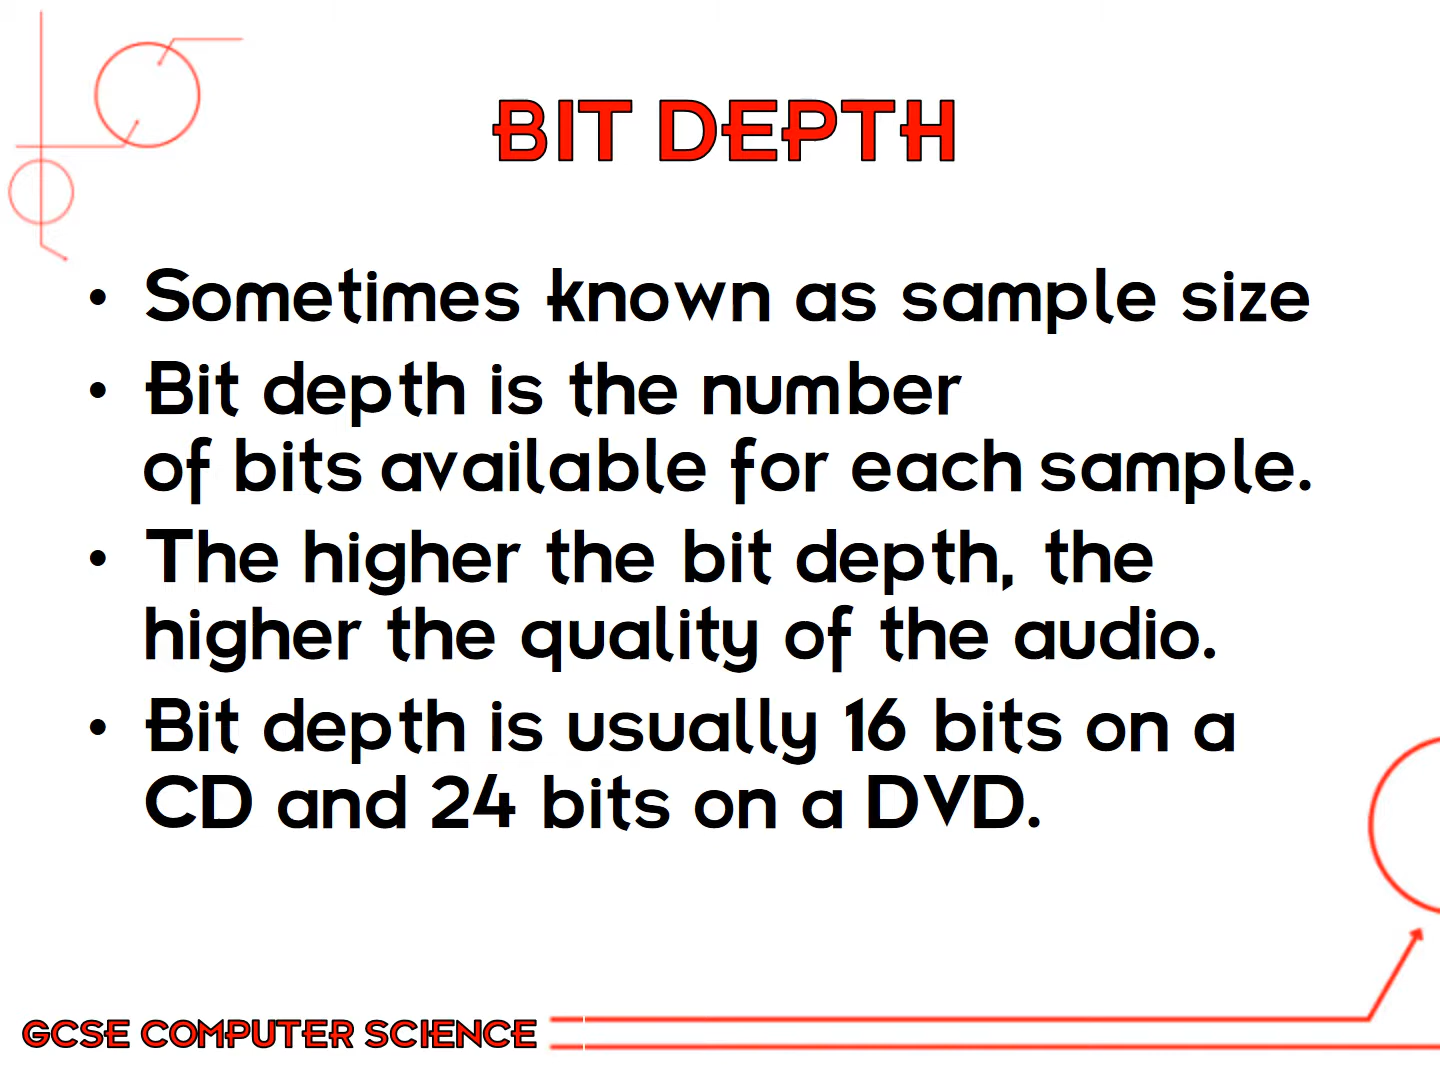 BIT DEPTH
• Sometimes known as sample size
• Bit depth is the number
of bits available for each sample.
• The higher the bit depth, the
higher the quality of the audio.
• Bit depth is usually 16 bits on a
CD and 24 bits on a DVD.
GCSE COMPUTER SCIENCE